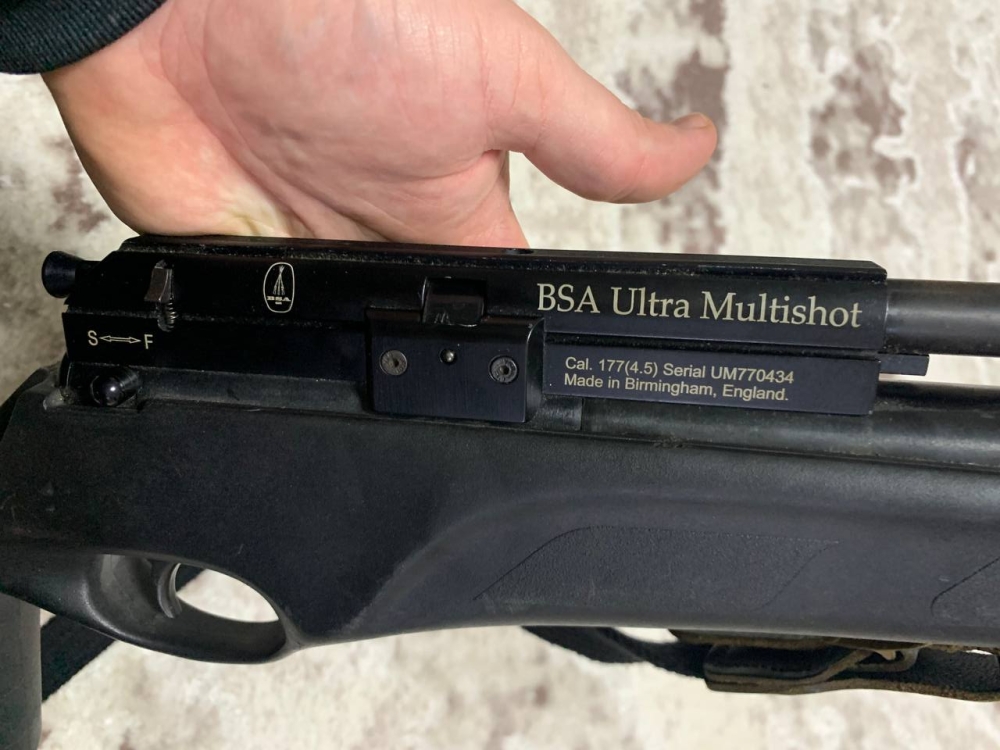 BSA
BSA Ultra Multishot
S F
Cal. 177(4.5) Serial UM770434
Made in Birmingham, England.